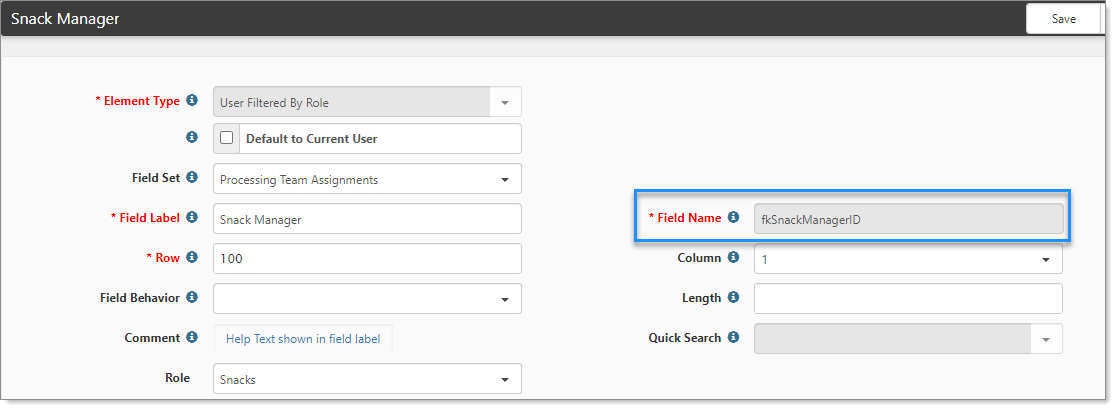 Snack Manager
Save
* Element Type
User Filtered By Role
Default to Current User
Field Set
Processing Team Assignments
* Field Label
Snack Manager
* Field Name
fkSnackManagerID
* Row
100
Column
1
Field Behavior
Length
Comment
Help Text shown in field label
Quick Search
Role
Snacks